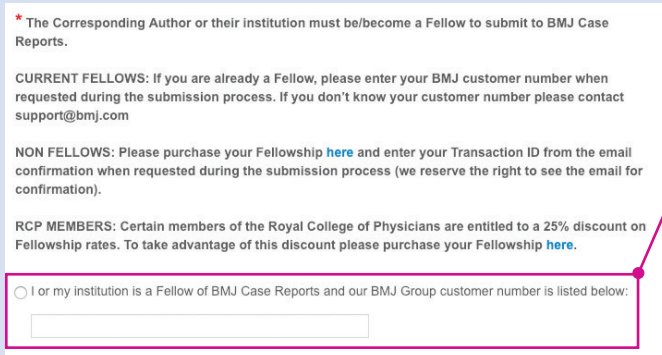 * The Corresponding Author or their institution must be/become a Fellow to submit to BMJ Case
Reports.
CURRENT FELLOWS: If you are already a Fellow, please enter your BMJ customer number when
requested during the submission process. If you don't know your customer number please contact
support@bmj.com
NON FELLOWS: Please purchase your Fellowship here and enter your Transaction ID from the email
confirmation when requested during the submission process (we reserve the right to see the email for
confirmation).
RCP MEMBERS: Certain members of the Royal College of Physicians are entitled to a 25% discount on
Fellowship rates. To take advantage of this discount please purchase your Fellowship here.
I or my institution is a Fellow of BMJ Case Reports and our BMJ Group customer number is listed below: